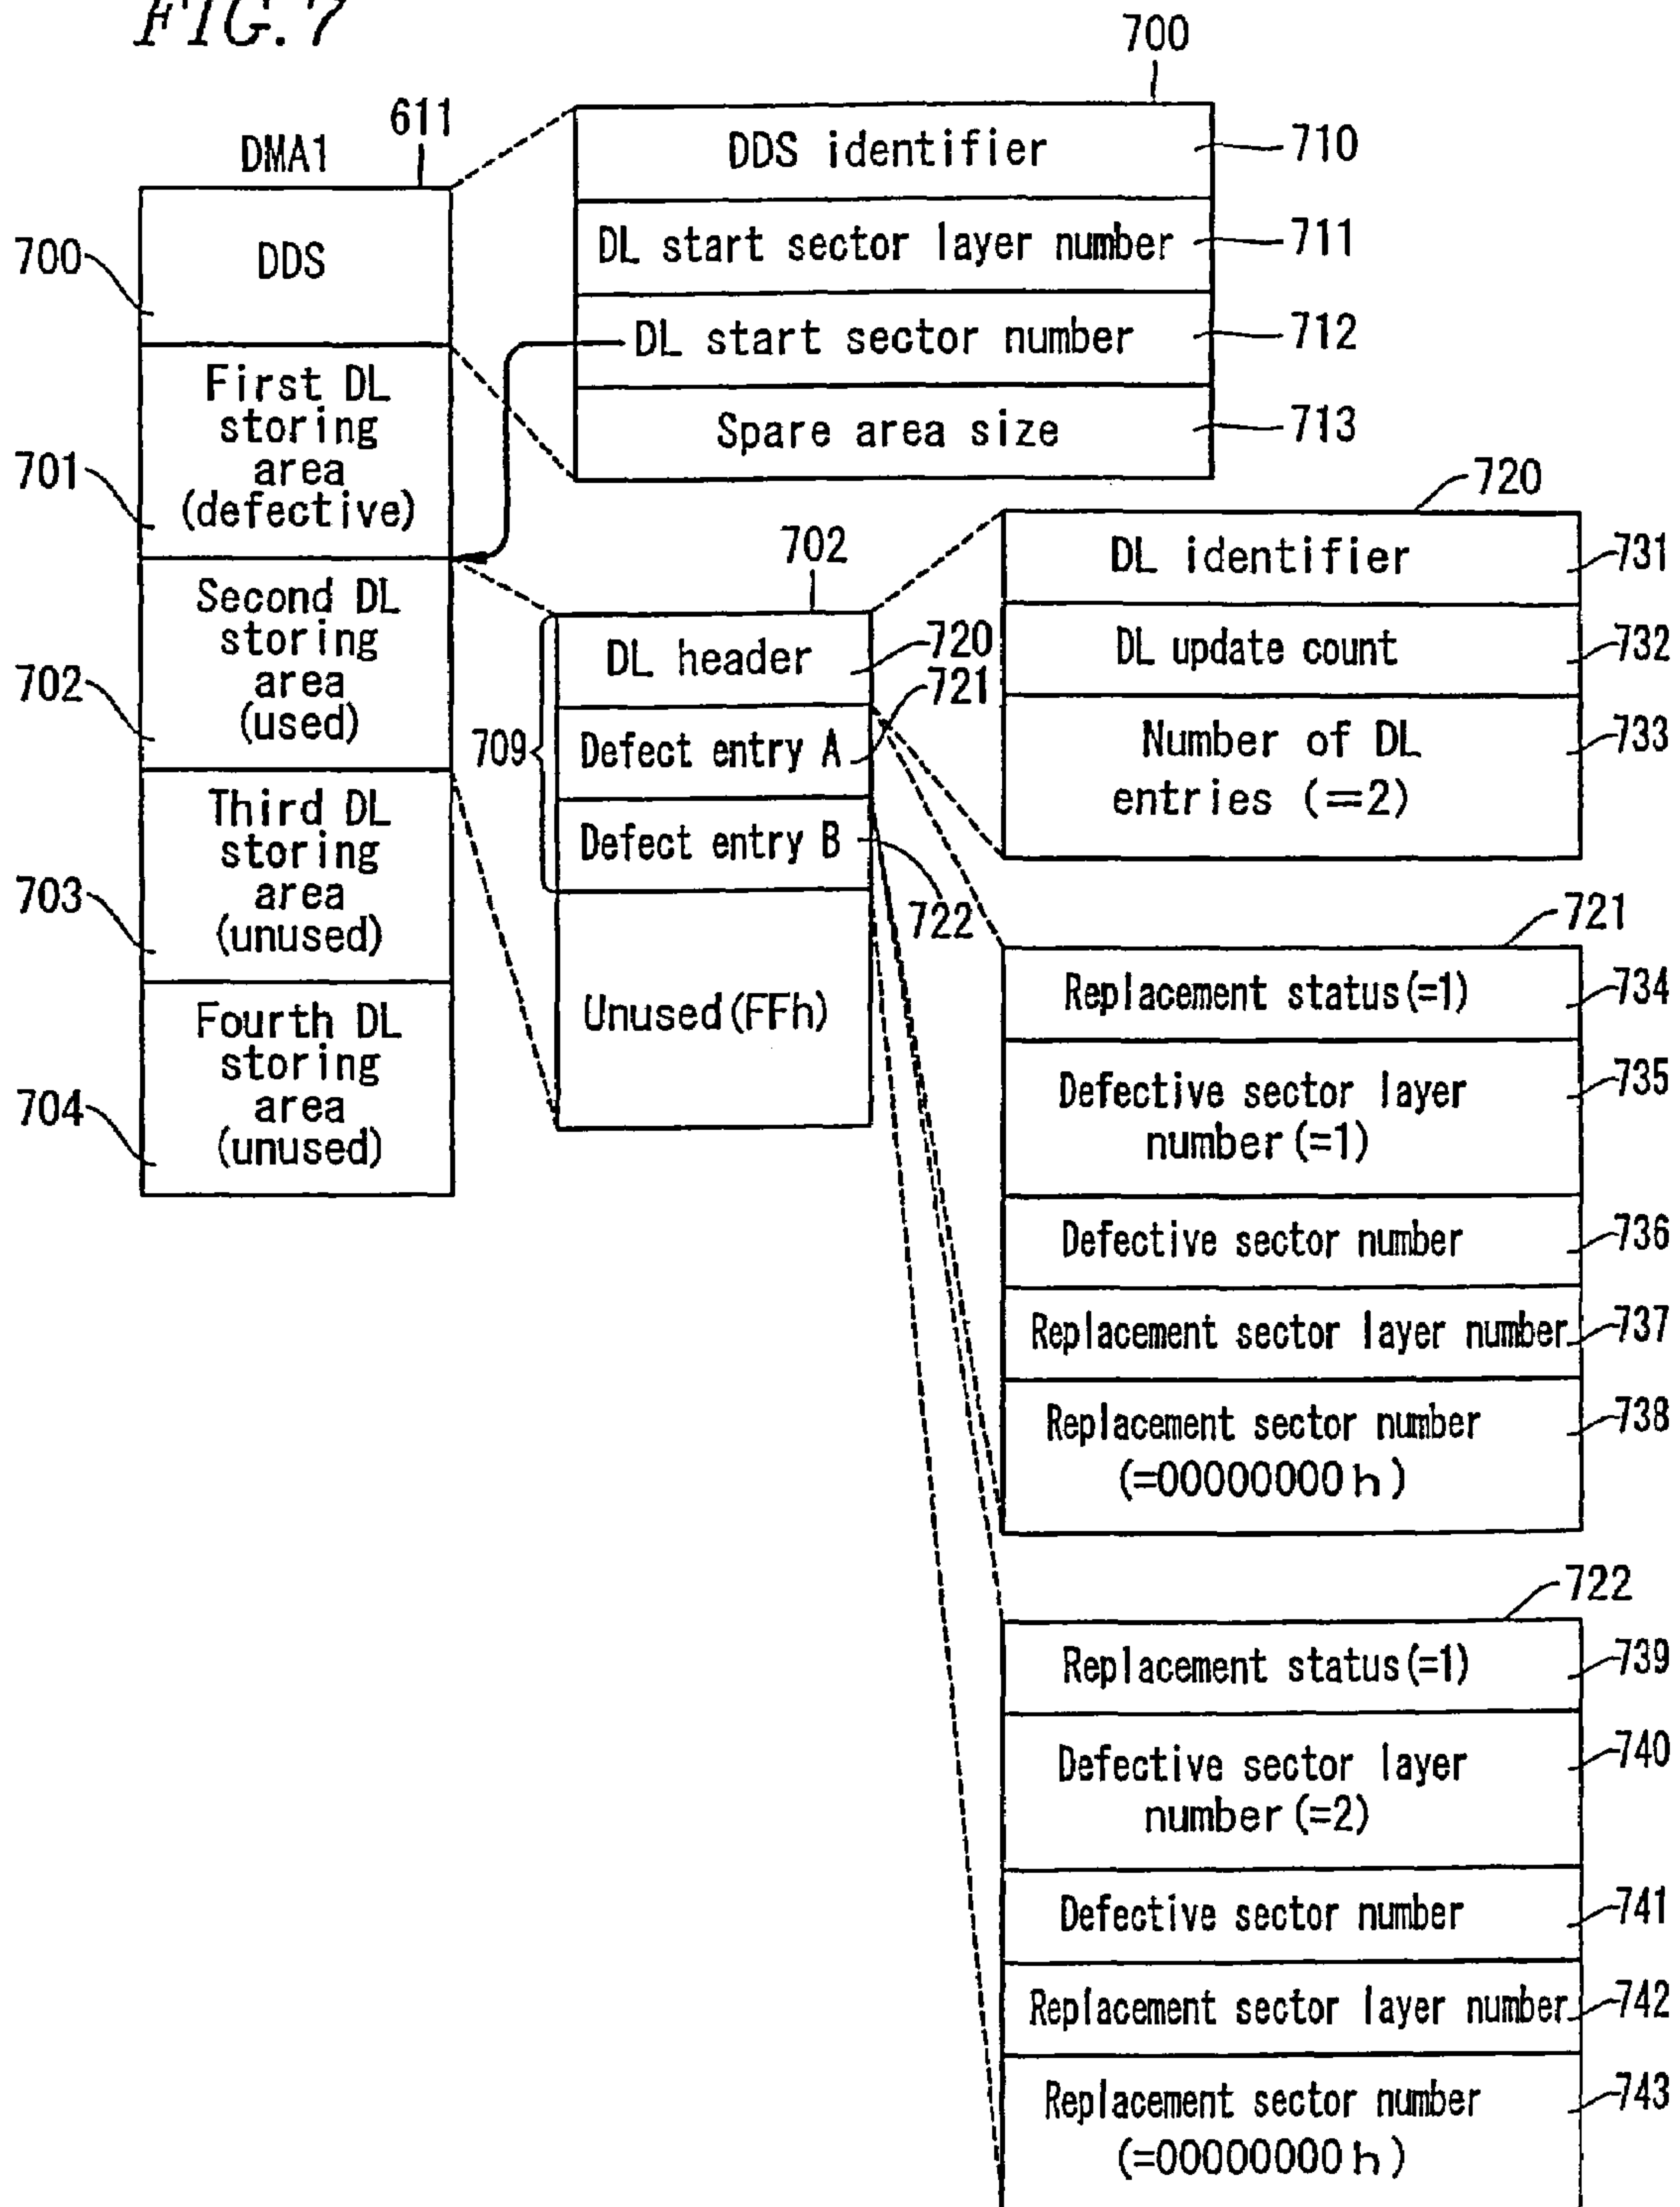 FIG. 7
700
611
DMA1
DDS identifier
710
DL start sector layer number
711
DDS
700
DL start sector number
712
First DL
storing
area
(defective)
701
Spare area size
713
720
702
DL identifier
731
Second DL
storing
area
(used)
702
DL header
720
DL update count
732
709
Defect entry A
721
Number of DL
entries (=2)
733
Defect entry B
722
Third DL
storing
area
(unused)
703
721
Unused(FFh)
Replacement status(=1)
734
Fourth DL
storing
area
(unused)
704
Defective sector layer
number(=1)
735
Defective sector number
736
Replacement sector layer number
737
Replacement sector number
(=00000000h)
738
722
Replacement status(=1)
739
Defective sector layer
number(=2)
740
Defective sector number
741
Replacement sector layer number
742
Replacement sector number
(=00000000h)
743